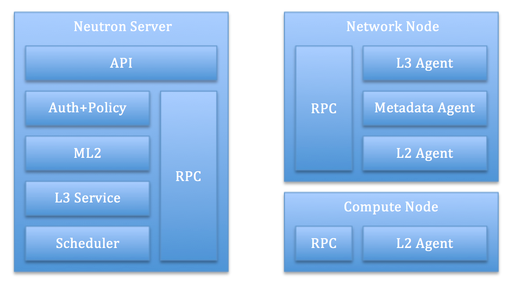 Neutron Server
API
Auth+Policy
ML2
L3 Service
Scheduler
RPC
Network Node
RPC
L3 Agent
Metadata Agent
L2 Agent
Compute Node
RPC
L2 Agent